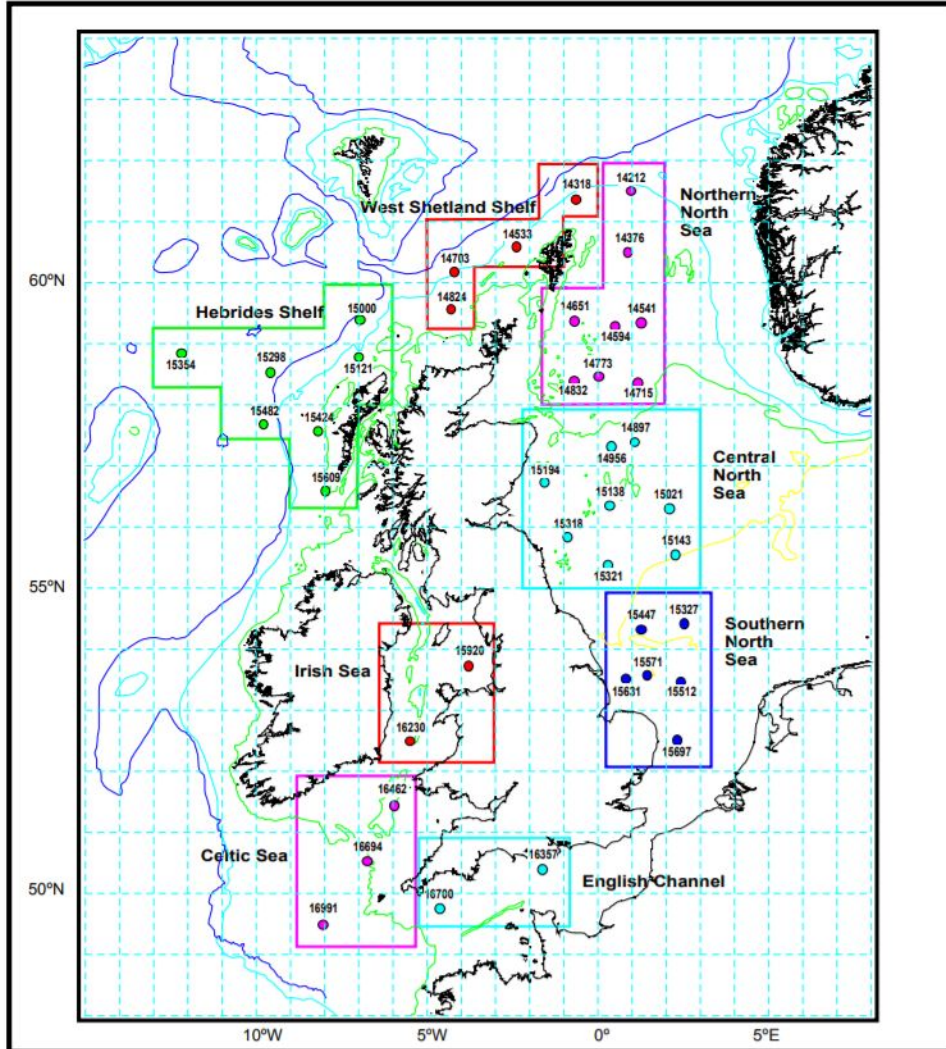 14318
14212
Northern
North
Sea
West Shetland Shelf
14533
14376
14703
60°N
14824
Hebrides Shelf
15000
14651
14541
14594
15298
15354
15121
14773
14832
14715
15482
15424
14897
14956
Central
North
Sea
15194
15609
15138
15021
15318
15143
15321
55°N
15447
15327
Southern
North
Sea
15920
Irish Sea
15571
15631
15512
16230
15697
16462
16357
Celtic Sea
16694
English Channel
50°N
16700
16991
10°W
5°W
0°
5°E